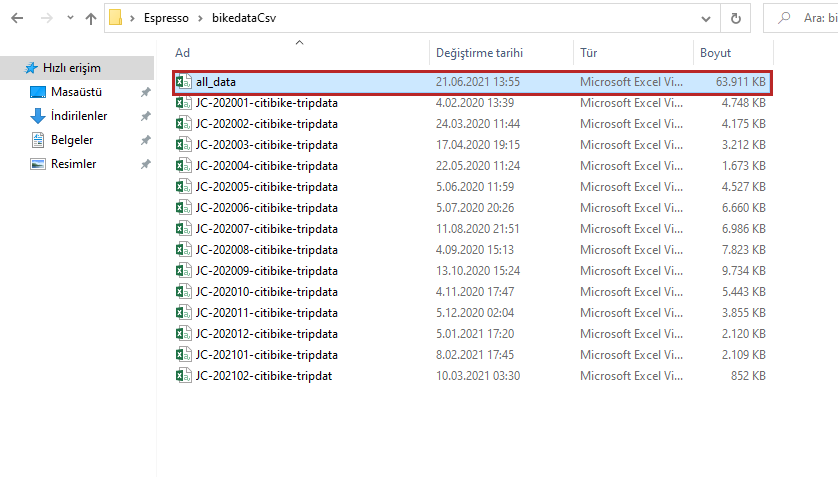 Espresso > bikedataCsv Ara: bi
Ad Değiştirme tarihi Tür Boyut
Hızlı erişim
Masaüstü
İndirilenler
Belgeler
Resimler
all_data 21.06.2021 13:55 Microsoft Excel Vi... 63.911 KB
JC-202001-citibike-tripdata 4.02.2020 13:39 Microsoft Excel Vi... 4.748 KB
JC-202002-citibike-tripdata 24.03.2020 11:44 Microsoft Excel Vi... 4.175 KB
JC-202003-citibike-tripdata 17.04.2020 19:15 Microsoft Excel Vi... 3.212 KB
JC-202004-citibike-tripdata 22.05.2020 11:24 Microsoft Excel Vi... 1.673 KB
JC-202005-citibike-tripdata 5.06.2020 11:59 Microsoft Excel Vi... 4.527 KB
JC-202006-citibike-tripdata 5.07.2020 20:26 Microsoft Excel Vi... 6.660 KB
JC-202007-citibike-tripdata 11.08.2020 21:51 Microsoft Excel Vi... 6.986 KB
JC-202008-citibike-tripdata 4.09.2020 15:13 Microsoft Excel Vi... 7.823 KB
JC-202009-citibike-tripdata 13.10.2020 15:24 Microsoft Excel Vi... 9.734 KB
JC-202010-citibike-tripdata 4.11.2020 17:47 Microsoft Excel Vi... 5.443 KB
JC-202011-citibike-tripdata 5.12.2020 02:04 Microsoft Excel Vi... 3.855 KB
JC-202012-citibike-tripdata 5.01.2021 17:20 Microsoft Excel Vi... 2.120 KB
JC-202101-citibike-tripdata 8.02.2021 17:45 Microsoft Excel Vi... 2.109 KB
JC-202102-citibike-tripdat 10.03.2021 03:30 Microsoft Excel Vi... 852 KB